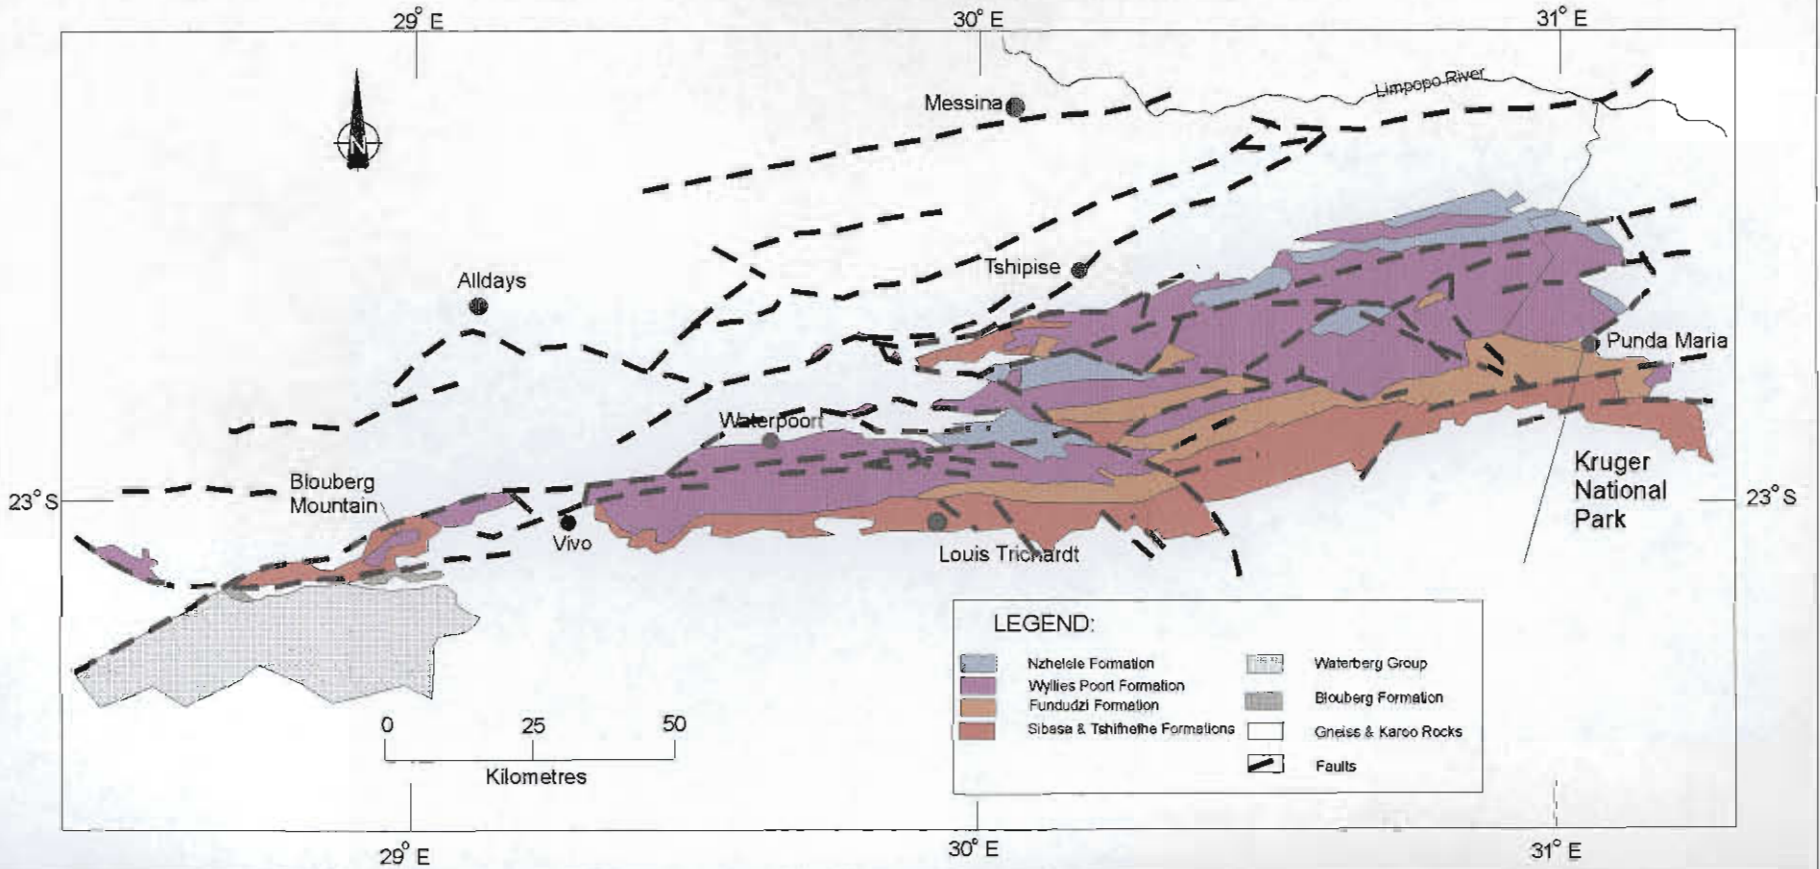 29° E
30° E
31° E
N
Messina
Limpopo River
Tshipise
Alldays
Punda Maria
Waterpoort
Blouberg
Mountain
Kruger
National
Park
23° S
23° S
Vivo
Louis Trichardt
LEGEND:
Nzhelele Formation
Wyllies Poort Formation
Fundudzi Formation
Sibasa & Tshifhefhe Formations
Waterberg Group
Blouberg Formation
Gneiss & Karoo Rocks
Faults
0 25 50
Kilometres
29° E
30° E
31° E